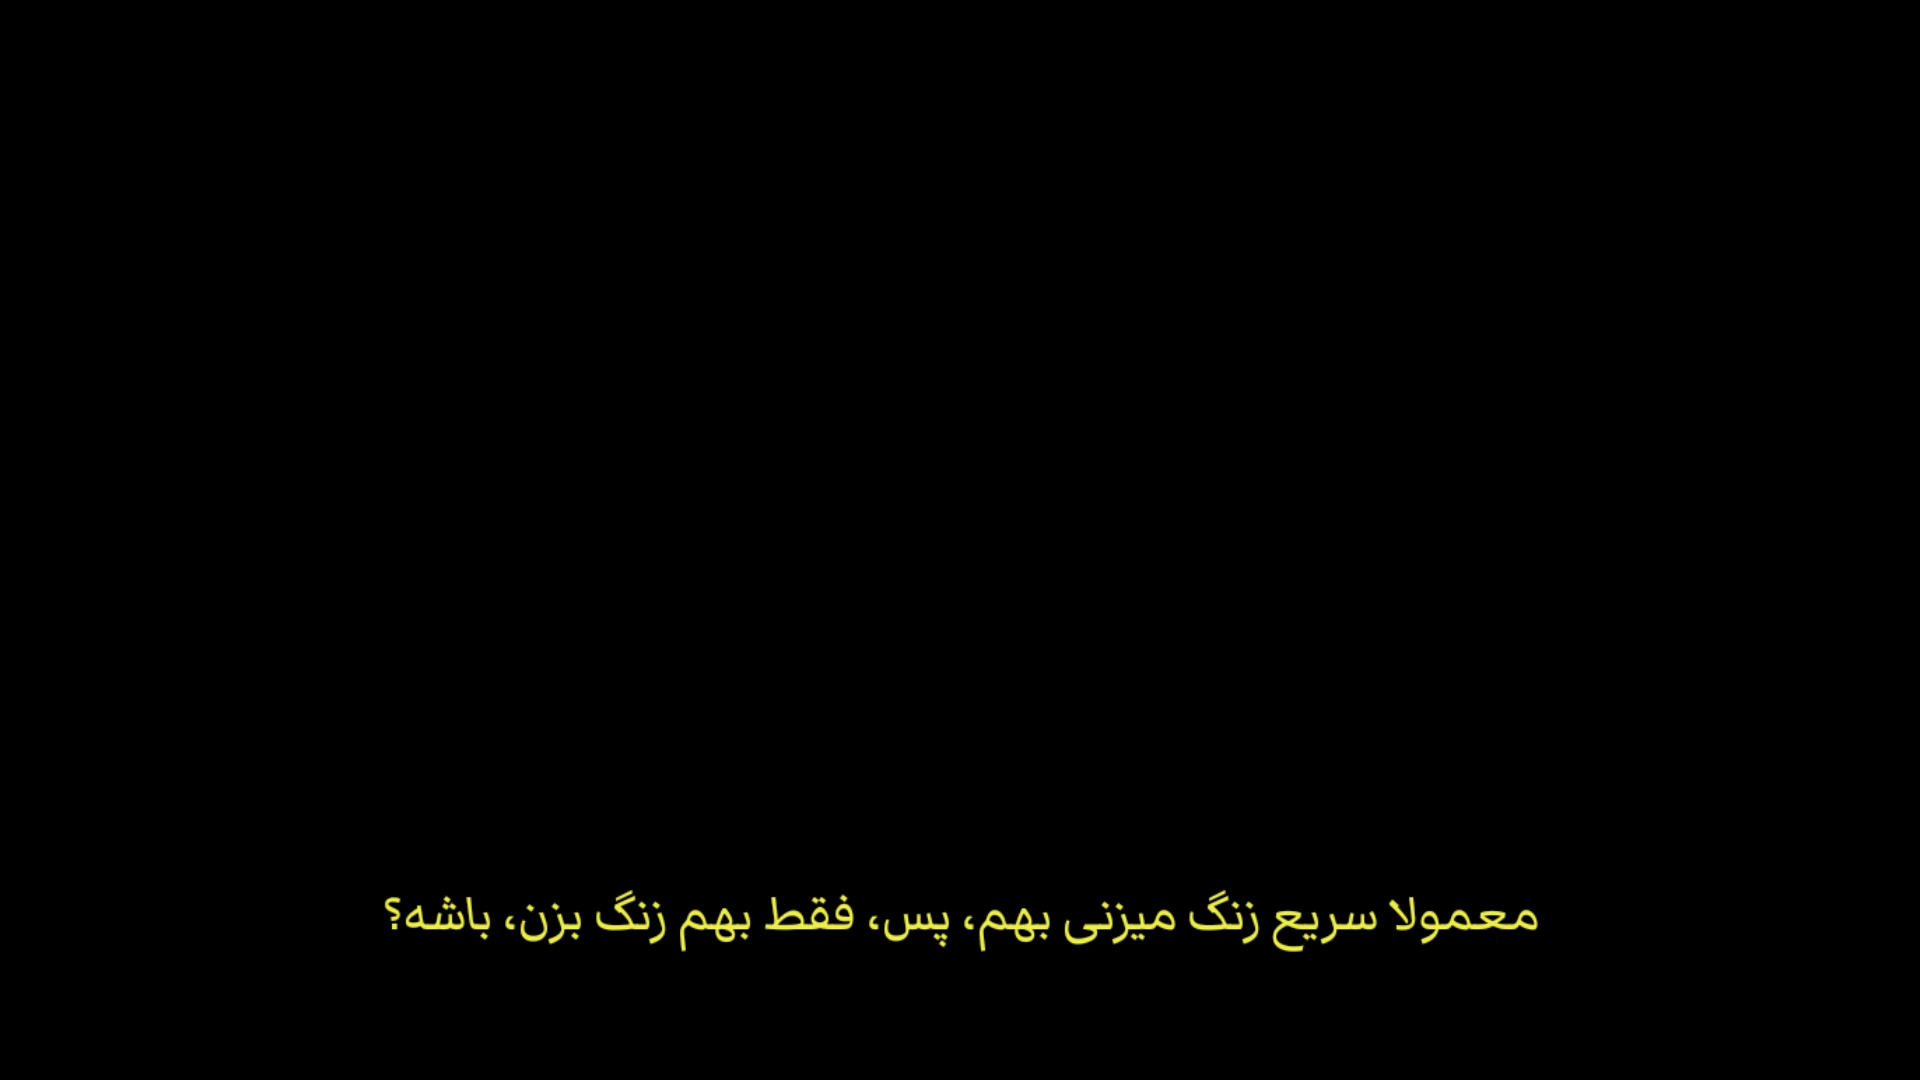 معمولا سریع زنگ میزنی بهم، پس، فقط بهم زنگ بزن، باشه؟